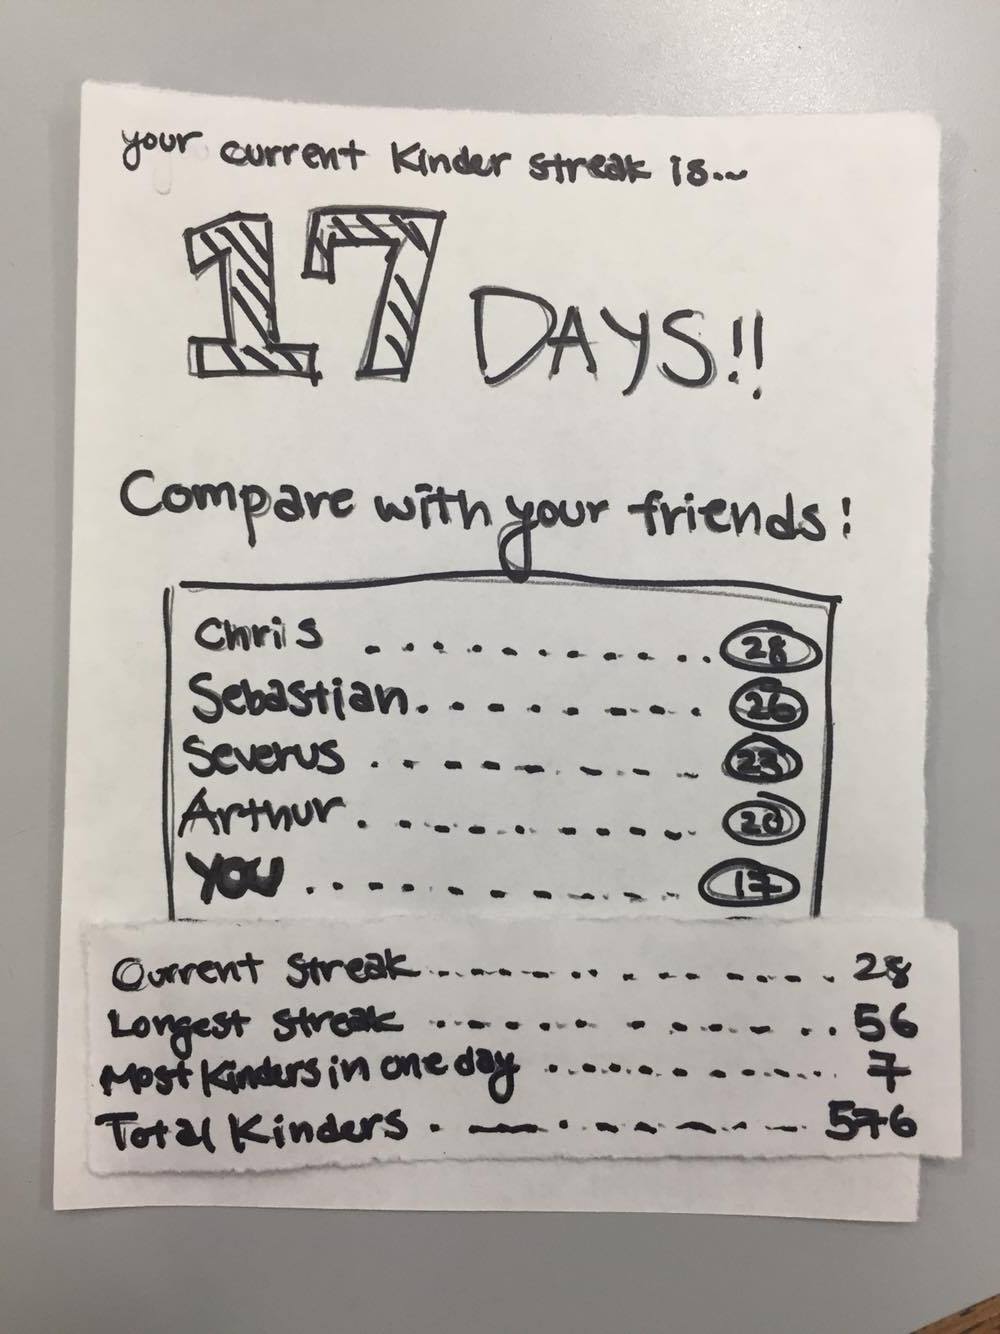 your current Kinder streak is...
17 DAYS!!
Compare with your friends!
Chris . . . . . . . . . . . 28
Sebastian . . . . . . . . . 26
Severus . . . . . . . . . 23
Arthur . . . . . . . . . . 20
YOU . . . . . . . . . . 17
Current streak . . . . . . . . . . . 28
Longest streak . . . . . . . . . . . 56
Most Kinders in one day . . . . . . . . . 7
Total Kinders . . . . . . . . . 576